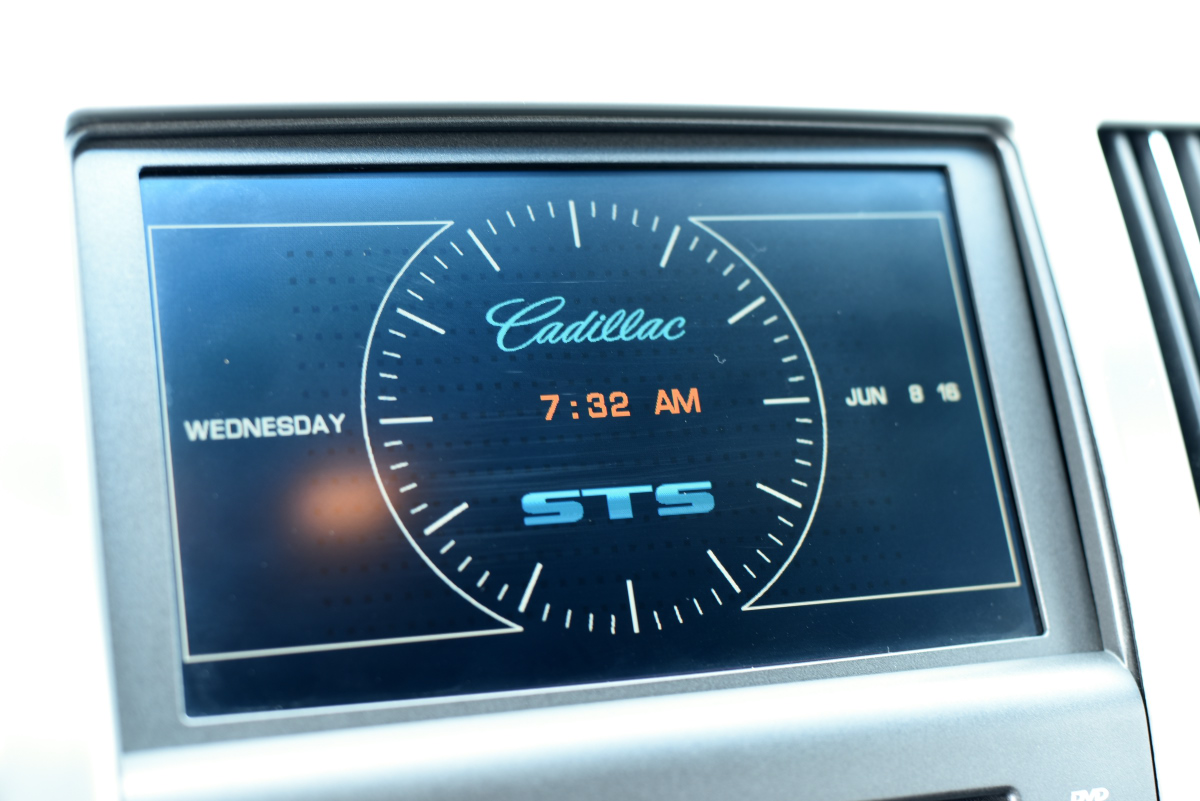 Cadillac
WEDNESDAY 7:32 AM JUN 8 16
STS